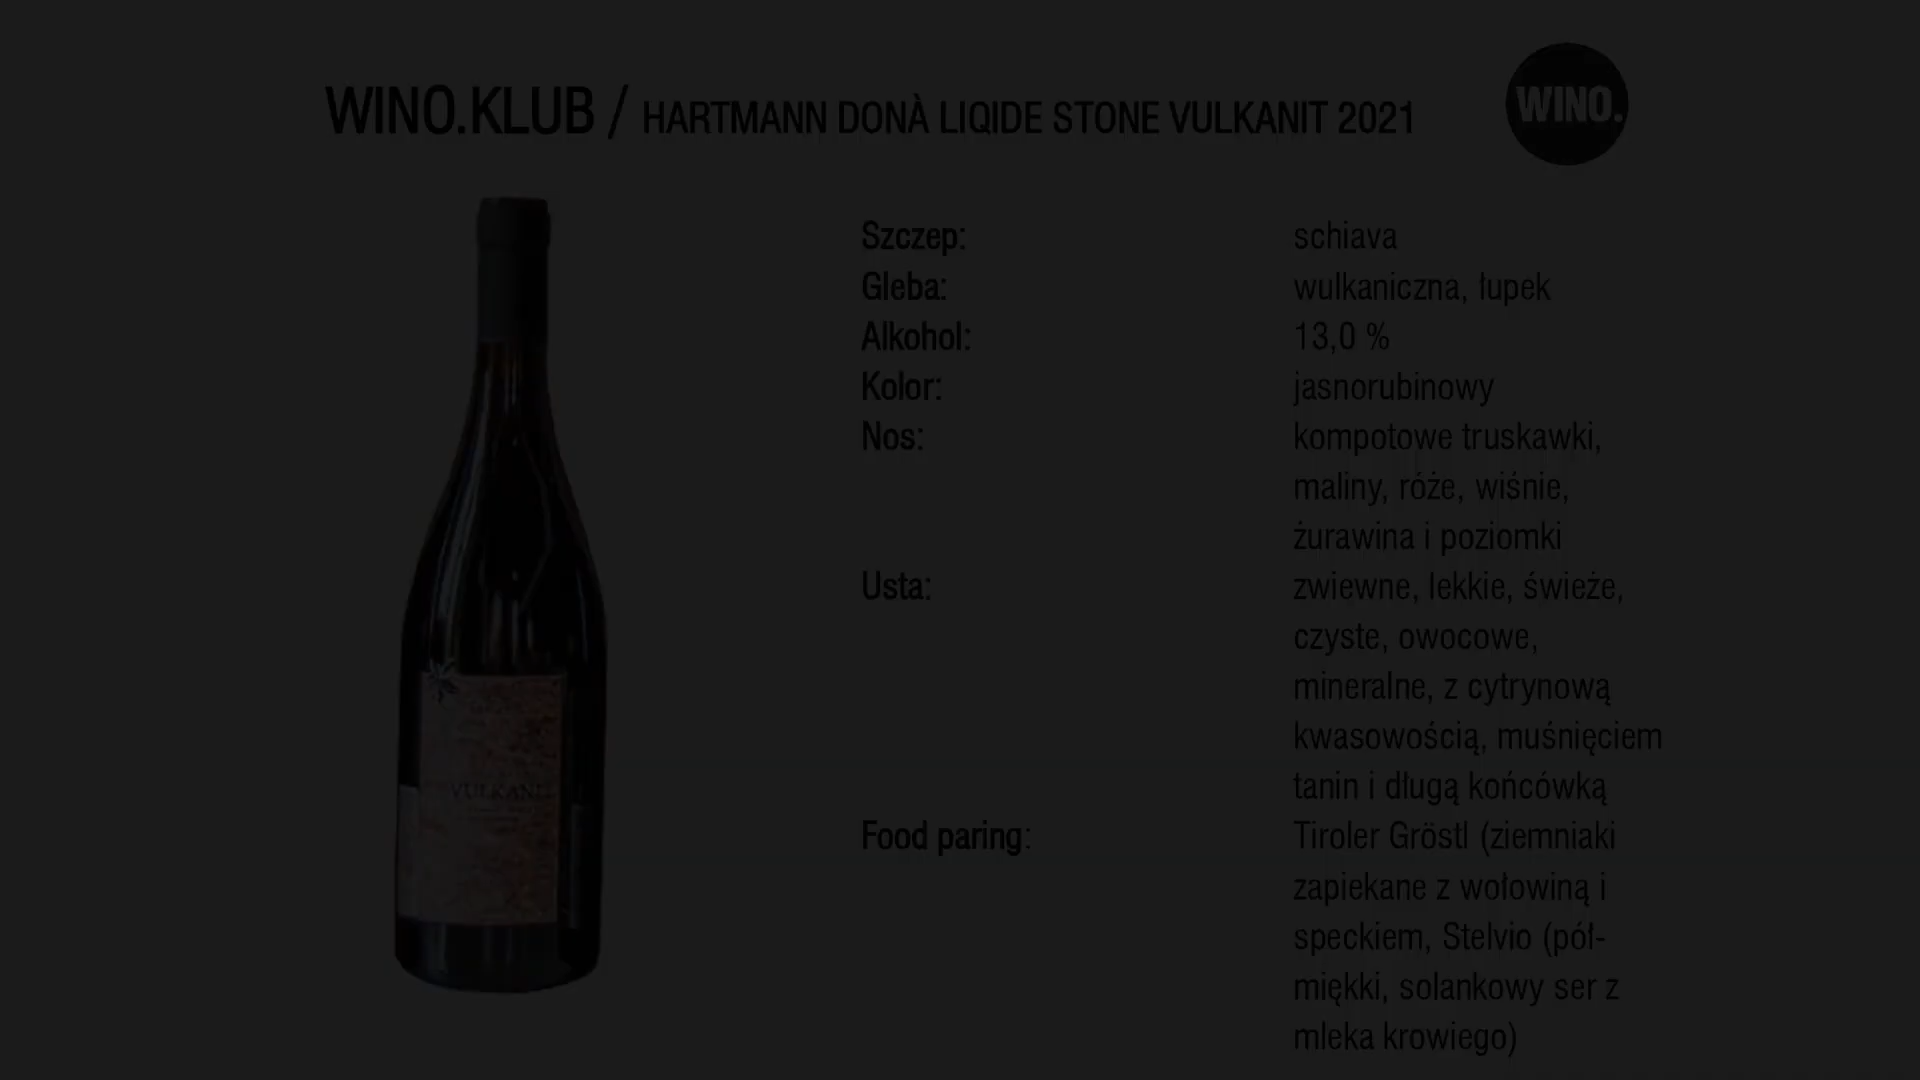 WINO.KLUB / HARTMANN DONÀ LIQIDE STONE VULKANIT 2021
WINO.
Szczep: schiava
Gleba: wulkaniczna, łupek
Alkohol: 13,0 %
Kolor: jasnorubinowy
Nos: kompotowe truskawki,
maliny, róże, wiśnie,
żurawina i poziomki
Usta: zwiewne, lekkie, świeże,
czyste, owocowe,
mineralne, z cytrynową
kwasowością, muśnięciem
tanin i długą końcówką
Food paring: Tiroler Gröstl (ziemniaki
zapiekane z wołowiną i
speckiem, Stelvio (pół-
miękki, solankowy ser z
mleka krowiego)
VULKANIT